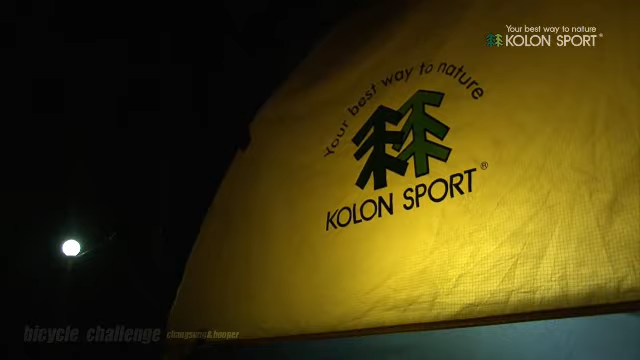 Your best way to nature
KOLON SPORT®
Your best way to nature
KOLON SPORT®
bicycle challenge